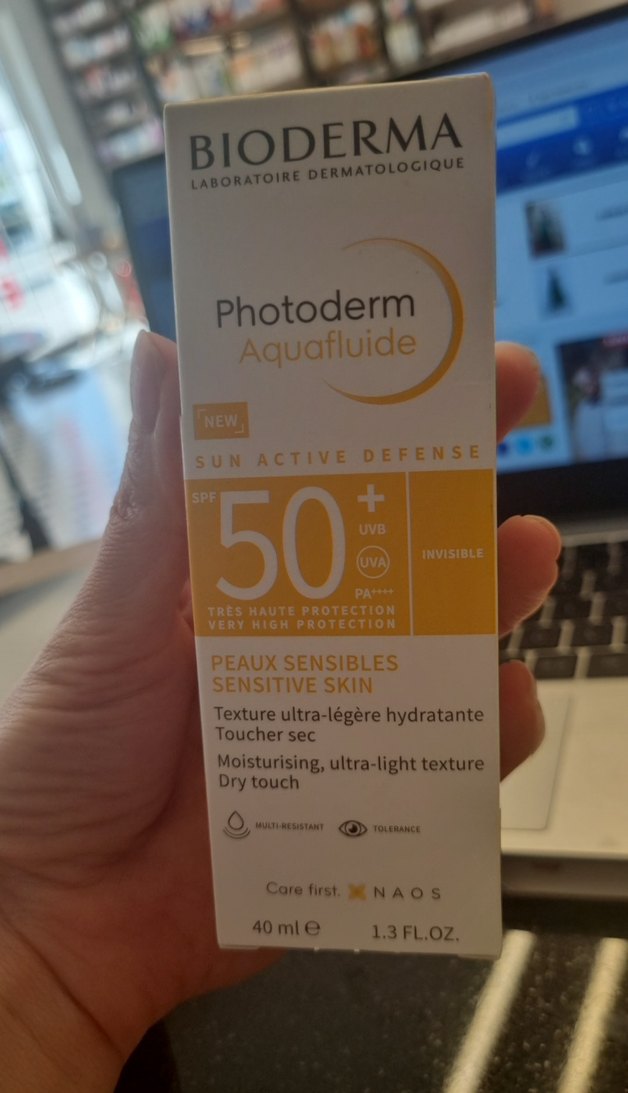 BIODERMA
LABORATOIRE DERMATOLOGIQUE
Photoderm
Aquafluide
NEW
SUN ACTIVE DEFENSE
SPF 50+
UVB
UVA
PA++++
INVISIBLE
TRÈS HAUTE PROTECTION
VERY HIGH PROTECTION
PEAUX SENSIBLES
SENSITIVE SKIN
Texture ultra-légère hydratante
Toucher sec
Moisturising, ultra-light texture
Dry touch
MULTI-RESISTANT TOLERANCE
Care first. NAOS
40 ml ℮ 1.3 FL.OZ.